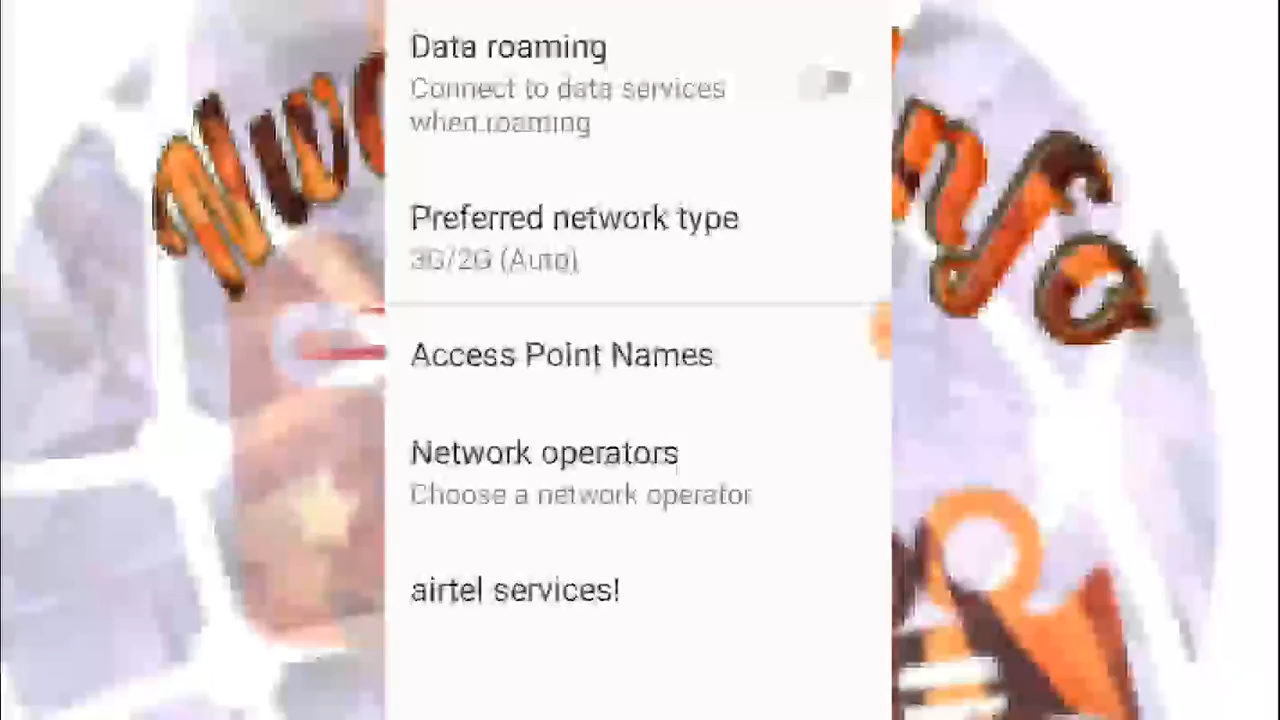 Data roaming
Connect to data services
when roaming
Preferred network type
3G/2G (Auto)
Access Point Names
Network operators
Choose a network operator
airtel services!